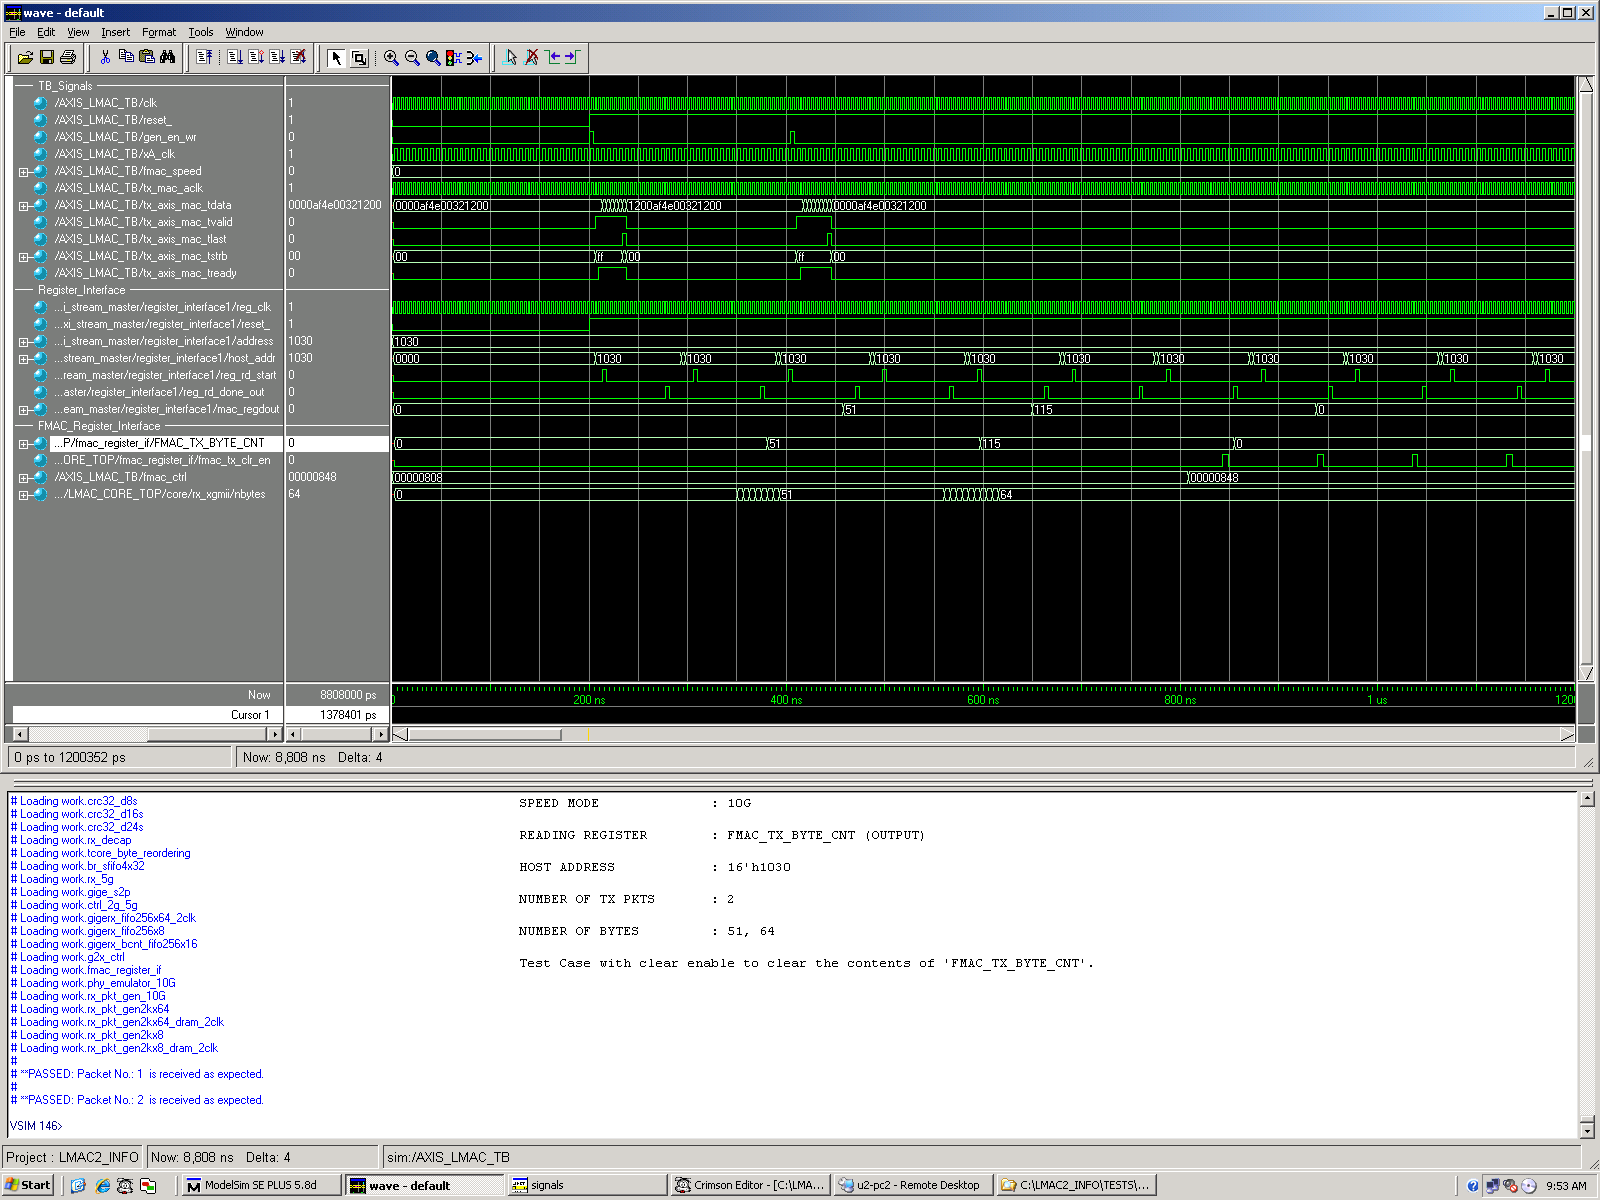 wave - default
File Edit View Insert Format Tools Window
TB_Signals
/AXIS_LMAC_TB/clk 1
/AXIS_LMAC_TB/reset_ 1
/AXIS_LMAC_TB/gen_en_wr 0
/AXIS_LMAC_TB/xA_clk 1
/AXIS_LMAC_TB/fmac_speed 0 0
/AXIS_LMAC_TB/tx_mac_aclk 1
/AXIS_LMAC_TB/tx_axis_mac_tdata 0000af4e00321200 0000af4e00321200 1200af4e00321200 0000af4e00321200
/AXIS_LMAC_TB/tx_axis_mac_tvalid 0
/AXIS_LMAC_TB/tx_axis_mac_tlast 0
/AXIS_LMAC_TB/tx_axis_mac_tstrb 00 00 ff 00 ff 00
/AXIS_LMAC_TB/tx_axis_mac_tready 0
Register_Interface
...i_stream_master/register_interface1/reg_clk 1
...xi_stream_master/register_interface1/reset_ 1
...i_stream_master/register_interface1/address 1030 1030
...stream_master/register_interface1/host_addr 1030 0000 1030 1030 1030 1030 1030 1030 1030 1030 1030 1030 1030
...ream_master/register_interface1/reg_rd_start 0
...aster/register_interface1/reg_rd_done_out 0
...eam_master/register_interface1/mac_regdout 0 0 51 115 0
FMAC_Register_Interface
...P/fmac_register_if/FMAC_TX_BYTE_CNT 0 0 51 115 0
...ORE_TOP/fmac_register_if/fmac_tx_clr_en 0
/AXIS_LMAC_TB/fmac_ctrl 00000848 00000808 00000848
.../LMAC_CORE_TOP/core/rx_xgmii/nbytes 64 0 51 64
Now 8808000 ps 0 200 ns 400 ns 600 ns 800 ns 1 us 120
Cursor 1 1378401 ps
0 ps to 1200352 ps Now: 8,808 ns Delta: 4
# Loading work.crc32_d8s
# Loading work.crc32_d16s
# Loading work.crc32_d24s
# Loading work.rx_decap
# Loading work.tcore_byte_reordering
# Loading work.br_sfifo4x32
# Loading work.rx_5g
# Loading work.gige_s2p
# Loading work.ctrl_2g_5g
# Loading work.gigerx_fifo256x64_2clk
# Loading work.gigerx_fifo256x8
# Loading work.gigerx_bcnt_fifo256x16
# Loading work.g2x_ctrl
# Loading work.fmac_register_if
# Loading work.phy_emulator_10G
# Loading work.rx_pkt_gen_10G
# Loading work.rx_pkt_gen2kx64
# Loading work.rx_pkt_gen2kx64_dram_2clk
# Loading work.rx_pkt_gen2kx8
# Loading work.rx_pkt_gen2kx8_dram_2clk
#
# **PASSED: Packet No.: 1 is received as expected.
#
# **PASSED: Packet No.: 2 is received as expected.
VSIM 146>
SPEED MODE : 10G
READING REGISTER : FMAC_TX_BYTE_CNT (OUTPUT)
HOST ADDRESS : 16'h1030
NUMBER OF TX PKTS : 2
NUMBER OF BYTES : 51, 64
Test Case with clear enable to clear the contents of 'FMAC_TX_BYTE_CNT'.
Project : LMAC2_INFO Now: 8,808 ns Delta: 4 sim:/AXIS_LMAC_TB
Start ModelSim SE PLUS 5.8d wave - default signals Crimson Editor - [C:\LMA... u2-pc2 - Remote Desktop C:\LMAC2_INFO\TESTS\... 9:53 AM